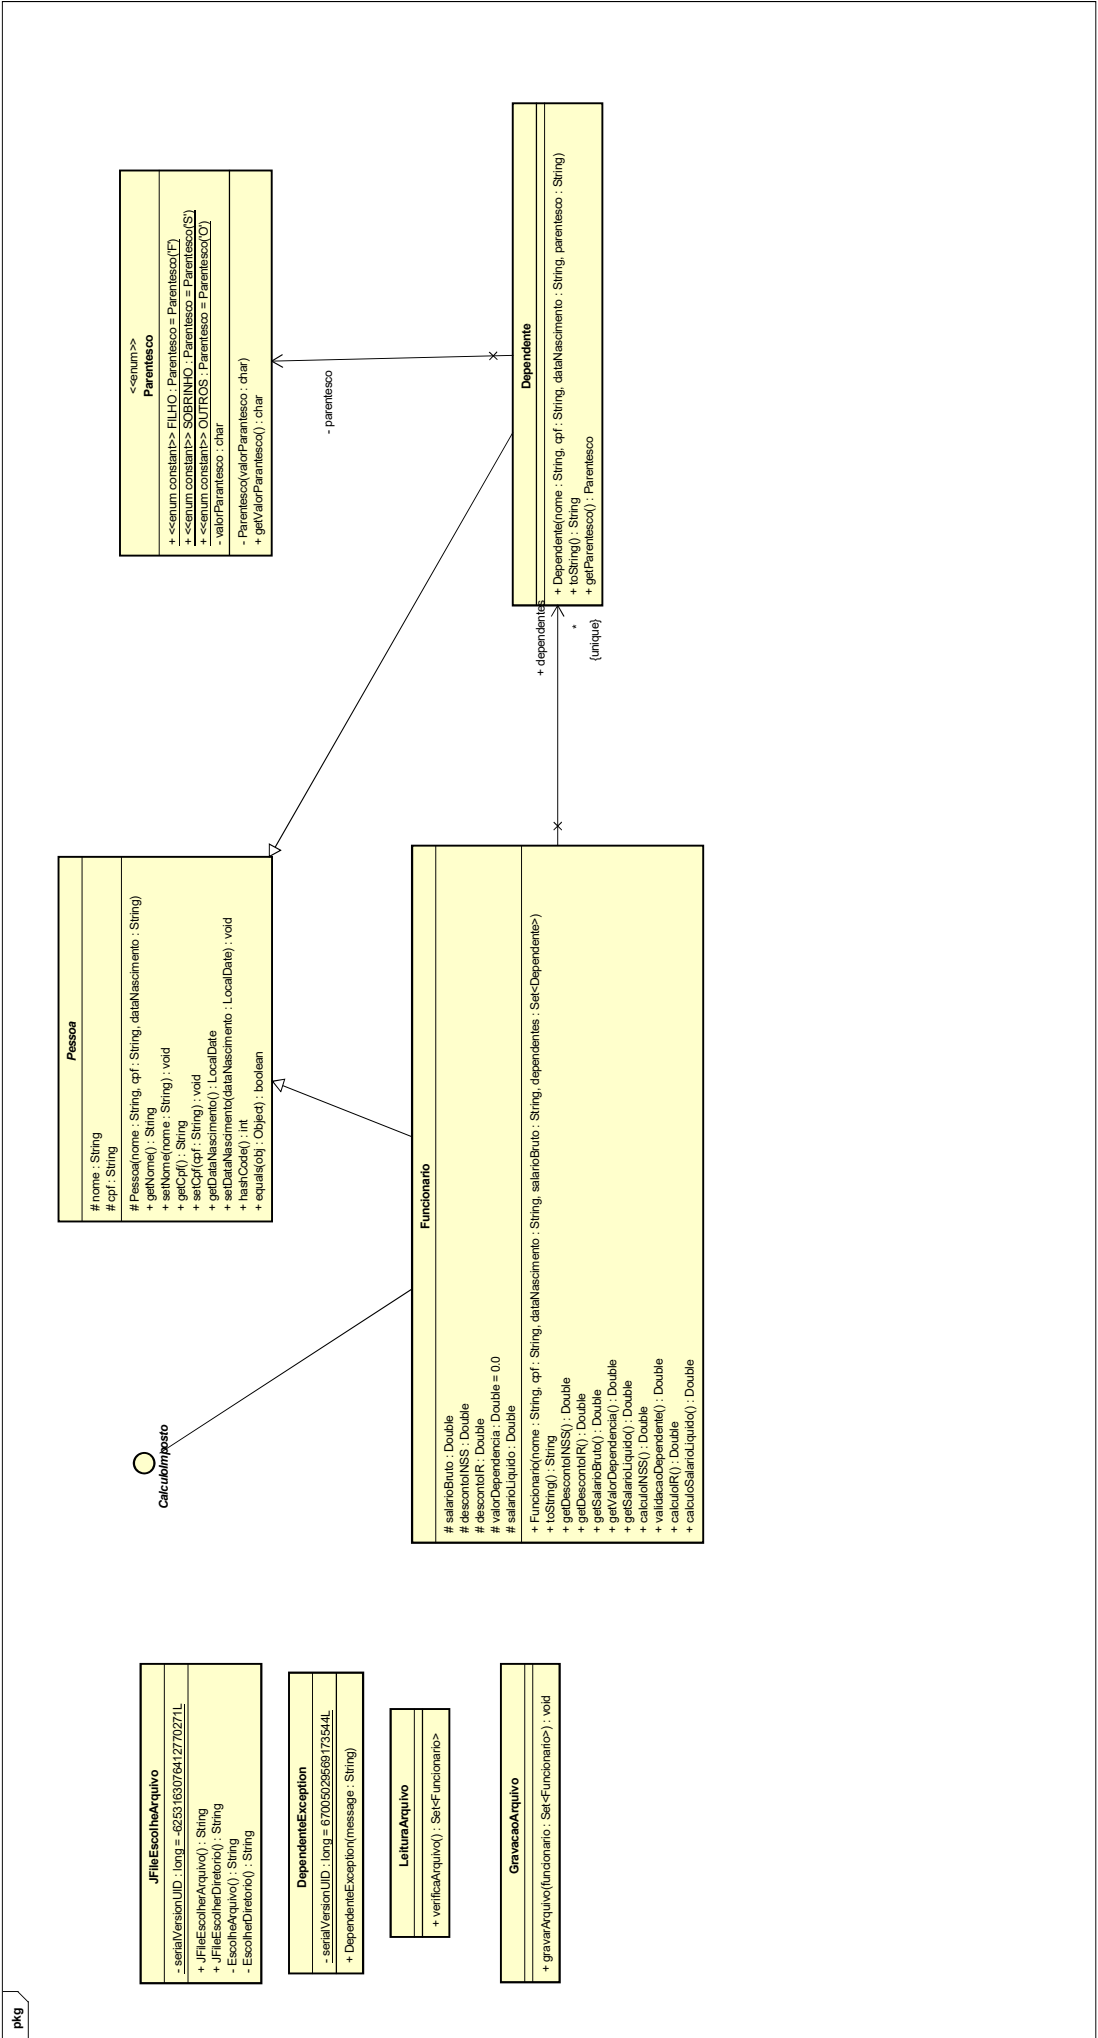 pkg
JFileEscolheArquivo
- serialVersionUID : long = -6253163076412770271L
+ JFileEscolherArquivo() : String
+ JFileEscolherDiretorio() : String
- EscolheArquivo() : String
- EscolherDiretorio() : String
DependenteException
- serialVersionUID : long = 67005029569173544L
+ DependenteException(message : String)
LeituraArquivo
+ verificaArquivo() : Set<Funcionario>
GravacaoArquivo
+ gravarArquivo(funcionario : Set<Funcionario>) : void
CalculoImposto
Pessoa
# nome : String
# cpf : String
# Pessoa(nome : String, cpf : String, dataNascimento : String)
+ getNome() : String
+ setNome(nome : String) : void
+ getCpf() : String
+ setCpf(cpf : String) : void
+ getDataNascimento() : LocalDate
+ setDataNascimento(dataNascimento : LocalDate) : void
+ hashCode() : int
+ equals(obj : Object) : boolean
Funcionario
# salarioBruto : Double
# descontoINSS : Double
# descontoIR : Double
# valorDependencia : Double = 0.0
# salarioLiquido : Double
+ Funcionario(nome : String, cpf : String, dataNascimento : String, salarioBruto : String, dependentes : Set<Dependente>)
+ toString() : String
+ getDescontoINSS() : Double
+ getDescontoIR() : Double
+ getSalarioBruto() : Double
+ getValorDependencia() : Double
+ getSalarioLiquido() : Double
+ calculoINSS() : Double
+ validacaoDependente() : Double
+ calculoIR() : Double
+ calculoSalarioLiquido() : Double
<<enum>>
Parentesco
+ <<enum constant>> FILHO : Parentesco = Parentesco('F')
+ <<enum constant>> SOBRINHO : Parentesco = Parentesco('S')
+ <<enum constant>> OUTROS : Parentesco = Parentesco('O')
- valorParantesco : char
- Parentesco(valorParantesco : char)
+ getValorParantesco() : char
- parentesco
Dependente
+ Dependente(nome : String, cpf : String, dataNascimento : String, parentesco : String)
+ toString() : String
+ getParentesco() : Parentesco
+ dependentes
*
{unique}